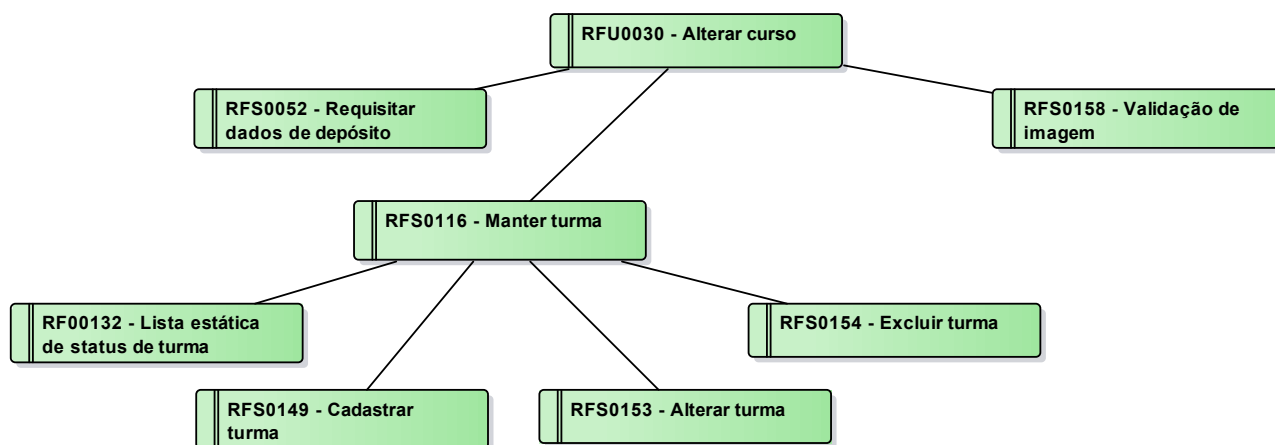 RFU0030 - Alterar curso
RFS0052 - Requisitar
dados de depósito
RFS0158 - Validação de
imagem
RFS0116 - Manter turma
RF00132 - Lista estática
de status de turma
RFS0154 - Excluir turma
RFS0149 - Cadastrar
turma
RFS0153 - Alterar turma